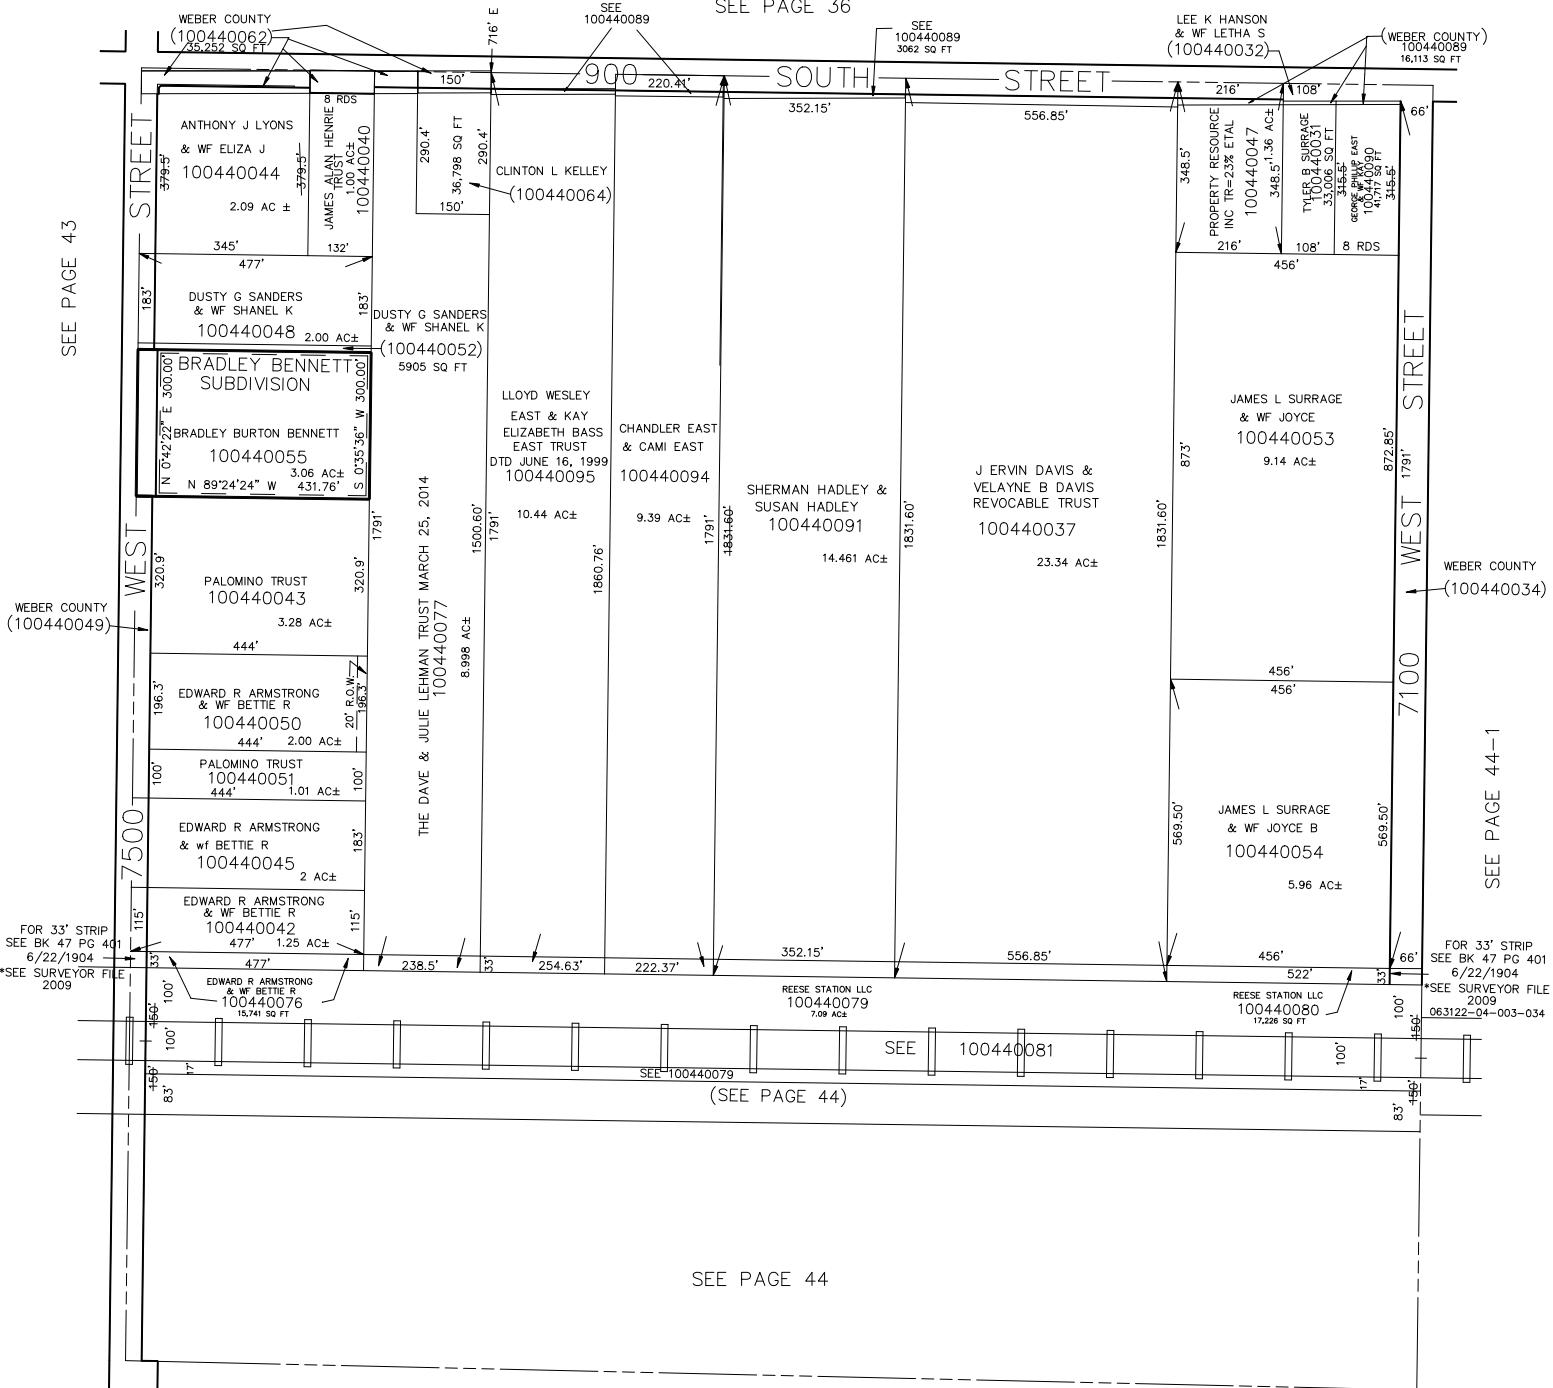 SEE PAGE 36
WEBER COUNTY
(100440062)
35,252 SQ FT
716' E
SEE
100440089
SEE
100440089
3062 SQ FT
LEE K HANSON
& WF LETHA S
(100440032)
(WEBER COUNTY)
100440089
16,113 SQ FT
900 SOUTH STREET
150'
220.41'
352.15'
556.85'
216'
108'
66'
8 RDS
ANTHONY J LYONS
& WF ELIZA J
100440044
2.09 AC ±
379.5'
379.5'
345'
JAMES ALAN HENRIE
TRUST
1.00 AC±
100440040
132'
477'
290.4'
36,798 SQ FT
290.4'
150'
CLINTON L KELLEY
(100440064)
348.5'
PROPERTY RESOURCE
INC TR=23% ETAL
100440047
348.5'
1.36 AC±
216'
TYLER B SURRAGE
100440031
33,006 SQ FT
315.5'
108'
GEORGE PHILLIP EAST
& WF KAY
100440090
41,717 SQ FT
315.5'
8 RDS
456'
STREET
SEE PAGE 43
183'
DUSTY G SANDERS
& WF SHANEL K
100440048
2.00 AC±
183'
DUSTY G SANDERS
& WF SHANEL K
(100440052)
5905 SQ FT
BRADLEY BENNETT
SUBDIVISION
N 0°42'22" E 300.00'
S 0°35'36" W 300.00'
BRADLEY BURTON BENNETT
100440055
3.06 AC±
N 89°24'24" W 431.76'
LLOYD WESLEY
EAST & KAY
ELIZABETH BASS
EAST TRUST
DTD JUNE 16, 1999
100440095
10.44 AC±
CHANDLER EAST
& CAMI EAST
100440094
9.39 AC±
SHERMAN HADLEY &
SUSAN HADLEY
100440091
14.461 AC±
J ERVIN DAVIS &
VELAYNE B DAVIS
REVOCABLE TRUST
100440037
23.34 AC±
JAMES L SURRAGE
& WF JOYCE
100440053
9.14 AC±
873'
872.85'
1791'
STREET
WEST
7100
1791'
1500.60'
1791'
1860.76'
1791'
1831.60'
1831.60'
1831.60'
THE DAVE & JULIE LEHMAN TRUST MARCH 25, 2014
100440077
8.998 AC±
WEST
320.9'
PALOMINO TRUST
100440043
3.28 AC±
320.9'
444'
WEBER COUNTY
(100440049)
WEBER COUNTY
(100440034)
196.3'
EDWARD R ARMSTRONG
& WF BETTIE R
100440050
444' 2.00 AC±
20' R.O.W.
196.3'
456'
456'
100'
PALOMINO TRUST
100440051
444' 1.01 AC±
100'
7500
EDWARD R ARMSTRONG
& wf BETTIE R
100440045
2 AC±
183'
569.50'
JAMES L SURRAGE
& WF JOYCE B
100440054
5.96 AC±
569.50'
SEE PAGE 44-1
115'
EDWARD R ARMSTRONG
& WF BETTIE R
100440042
477' 1.25 AC±
115'
FOR 33' STRIP
SEE BK 47 PG 401
6/22/1904
*SEE SURVEYOR FILE
2009
33'
477'
238.5'
33'
254.63'
222.37'
352.15'
556.85'
456'
66'
522'
33'
FOR 33' STRIP
SEE BK 47 PG 401
6/22/1904
*SEE SURVEYOR FILE
2009
063122-04-003-034
100'
EDWARD R ARMSTRONG
& WF BETTIE R
100440076
15,741 SQ FT
REESE STATION LLC
100440079
7.09 AC±
REESE STATION LLC
100440080
17,226 SQ FT
100'
150'
150'
100'
SEE 100440081
100'
17'
SEE 100440079
17'
150'
150'
83'
(SEE PAGE 44)
83'
SEE PAGE 44